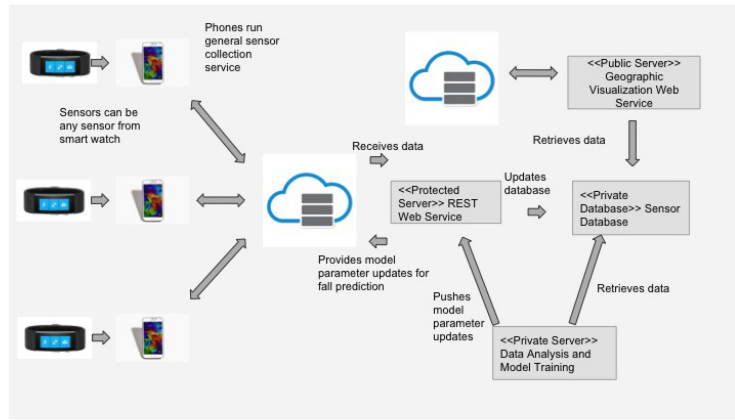 Phones run
general sensor
collection
service
Sensors can be
any sensor from
smart watch
<<Public Server>>
Geographic
Visualization Web
Service
Receives data
Retrieves data
<<Protected
Server>> REST
Web Service
Updates
database
<<Private
Database>> Sensor
Database
Provides model
parameter updates for
fall prediction
Pushes
model
parameter
updates
Retrieves data
<<Private Server>>
Data Analysis and
Model Training